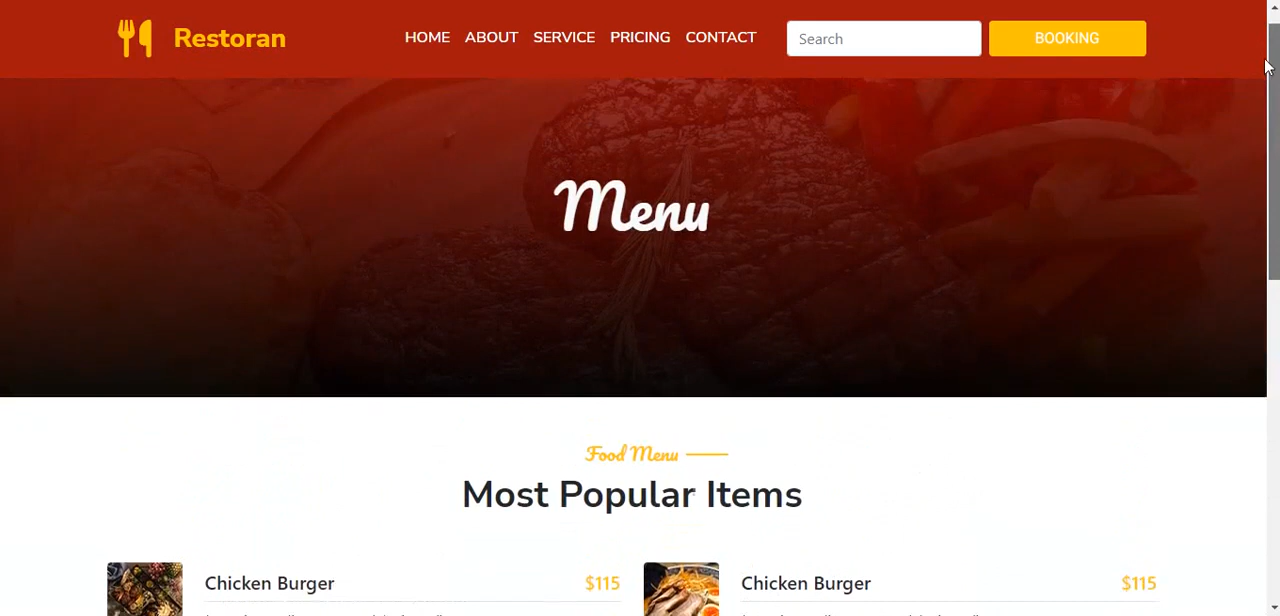 Restoran
HOME ABOUT SERVICE PRICING CONTACT
Search
BOOKING
Menu
Food Menu
Most Popular Items
Chicken Burger $115
Chicken Burger $115